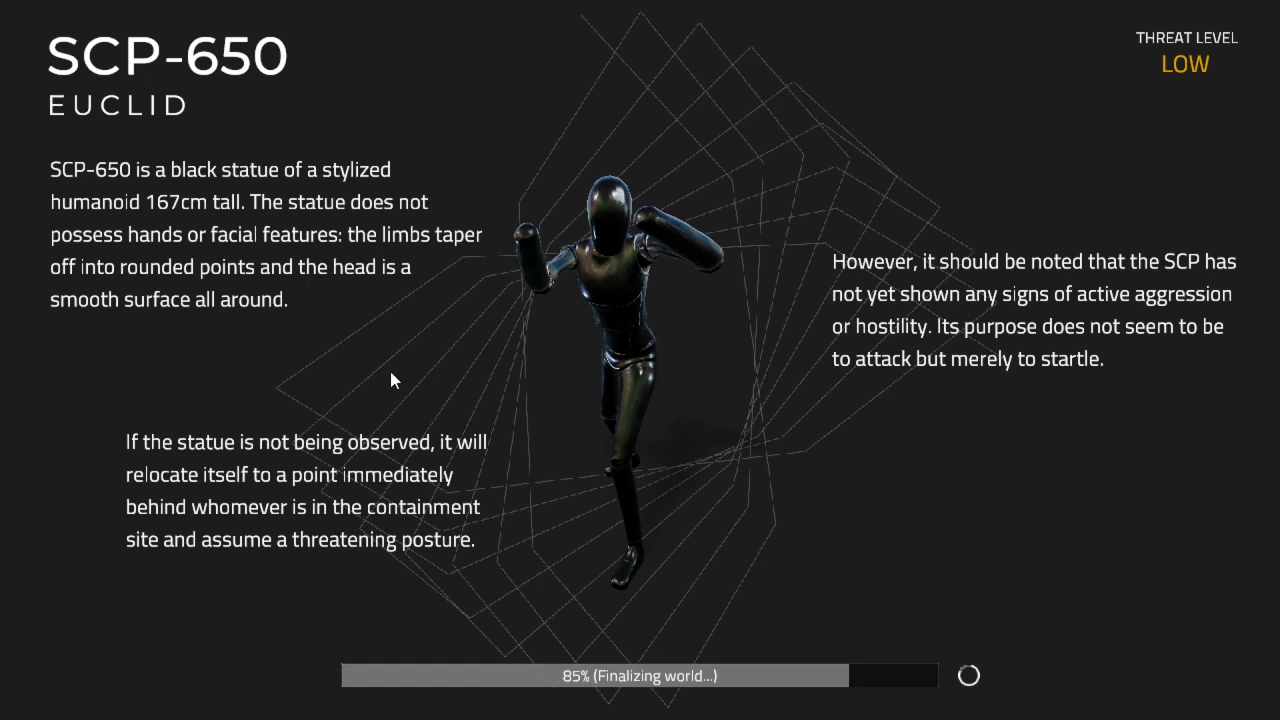 SCP-650
EUCLID
THREAT LEVEL
LOW
SCP-650 is a black statue of a stylized
humanoid 167cm tall. The statue does not
possess hands or facial features: the limbs taper
off into rounded points and the head is a
smooth surface all around.
However, it should be noted that the SCP has
not yet shown any signs of active aggression
or hostility. Its purpose does not seem to be
to attack but merely to startle.
If the statue is not being observed, it will
relocate itself to a point immediately
behind whomever is in the containment
site and assume a threatening posture.
85% (Finalizing world...)